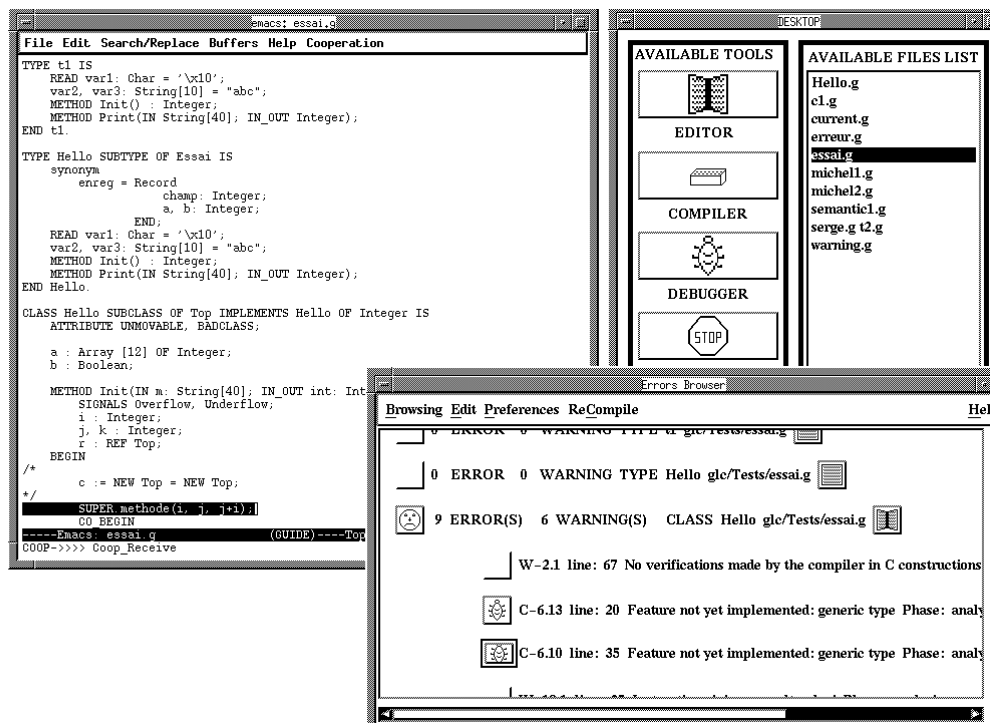 emacs: essai.g
File Edit Search/Replace Buffers Help Cooperation
TYPE t1 IS
READ var1: Char = '\x10';
var2, var3: String[10] = "abc";
METHOD Init() : Integer;
METHOD Print(IN String[40]; IN_OUT Integer);
END t1.
TYPE Hello SUBTYPE OF Essai IS
synonym
enreg = Record
champ: Integer;
a, b: Integer;
END;
READ var1: Char = '\x10';
var2, var3: String[10] = "abc";
METHOD Init() : Integer;
METHOD Print(IN String[40]; IN_OUT Integer);
END Hello.
CLASS Hello SUBCLASS OF Top IMPLEMENTS Hello OF Integer IS
ATTRIBUTE UNMOVABLE, BADCLASS;
a : Array [12] OF Integer;
b : Boolean;
METHOD Init(IN m: String[40]; IN_OUT int: Int
SIGNALS Overflow, Underflow;
i : Integer;
j, k : Integer;
r : REF Top;
BEGIN
/*
c := NEW Top = NEW Top;
*/
SUPER.methode(i, j, j+i);
CO_BEGIN
-----Emacs: essai.g (GUIDE)----Top
COOP->>>> Coop_Receive
DESKTOP
AVAILABLE TOOLS
EDITOR
COMPILER
DEBUGGER
STOP
AVAILABLE FILES LIST
Hello.g
c1.g
current.g
erreur.g
essai.g
michel1.g
michel2.g
semantic1.g
serge.g t2.g
warning.g
Errors Browser
Browsing Edit Preferences ReCompile Hel
0 ERROR 0 WARNING TYPE t1 glc/Tests/essai.g
0 ERROR 0 WARNING TYPE Hello glc/Tests/essai.g
9 ERROR(S) 6 WARNING(S) CLASS Hello glc/Tests/essai.g
W-2.1 line: 67 No verifications made by the compiler in C constructions
C-6.13 line: 20 Feature not yet implemented: generic type Phase: analy
C-6.10 line: 35 Feature not yet implemented: generic type Phase: analy